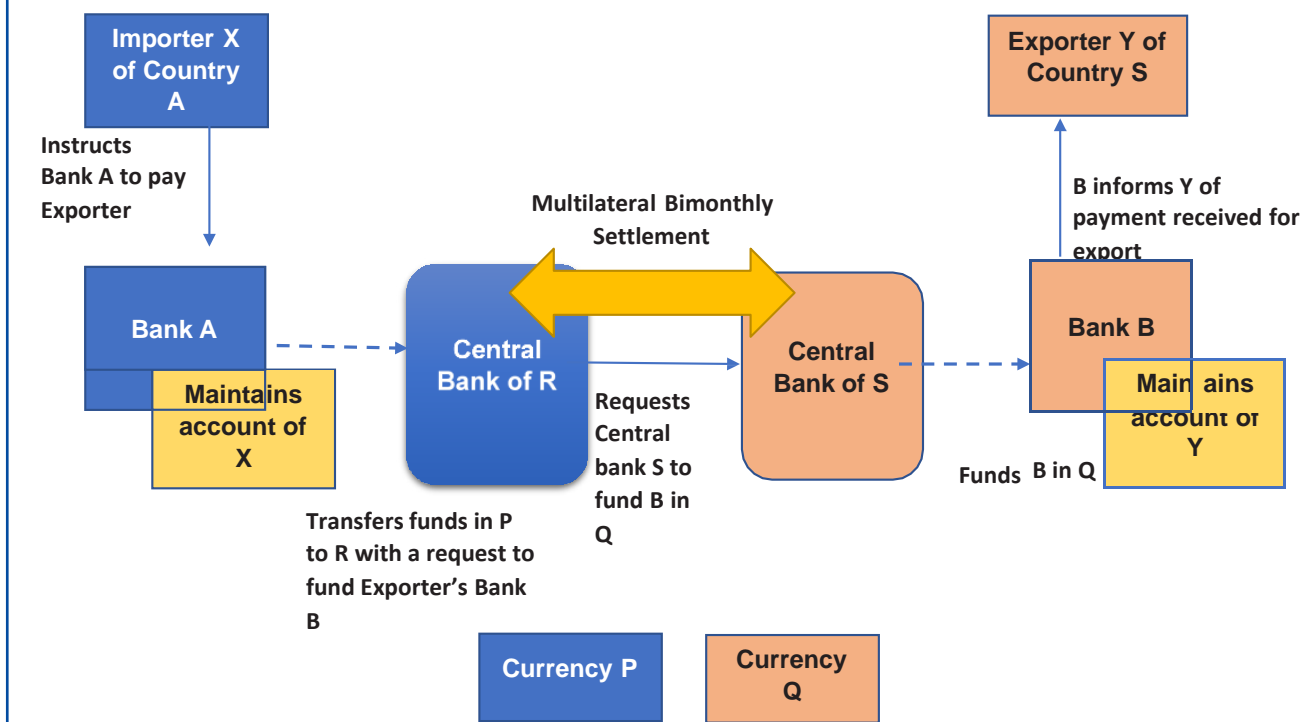 Importer X
of Country
A
Exporter Y of
Country S
Instructs
Bank A to pay
Exporter
B informs Y of
payment received for
export
Multilateral Bimonthly
Settlement
Bank A
Central
Bank of R
Central
Bank of S
Bank B
Maintains
account of
X
Requests
Central
bank S to
fund B in
Q
Main ains
account of
Y
Funds B in Q
Transfers funds in P
to R with a request to
fund Exporter’s Bank
B
Currency P
Currency
Q